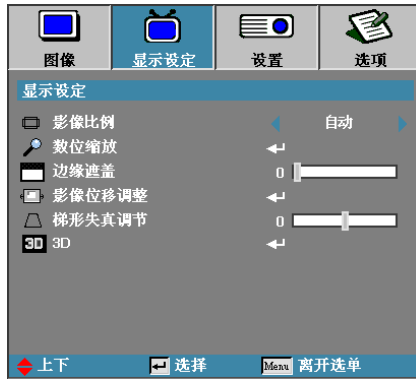 图像 显示设定 设置 选项
显示设定
影像比例 自动
数位缩放
边缘遮盖 0
影像位移调整
梯形失真调节 0
3D 3D
上下 选择 Menu 离开选单